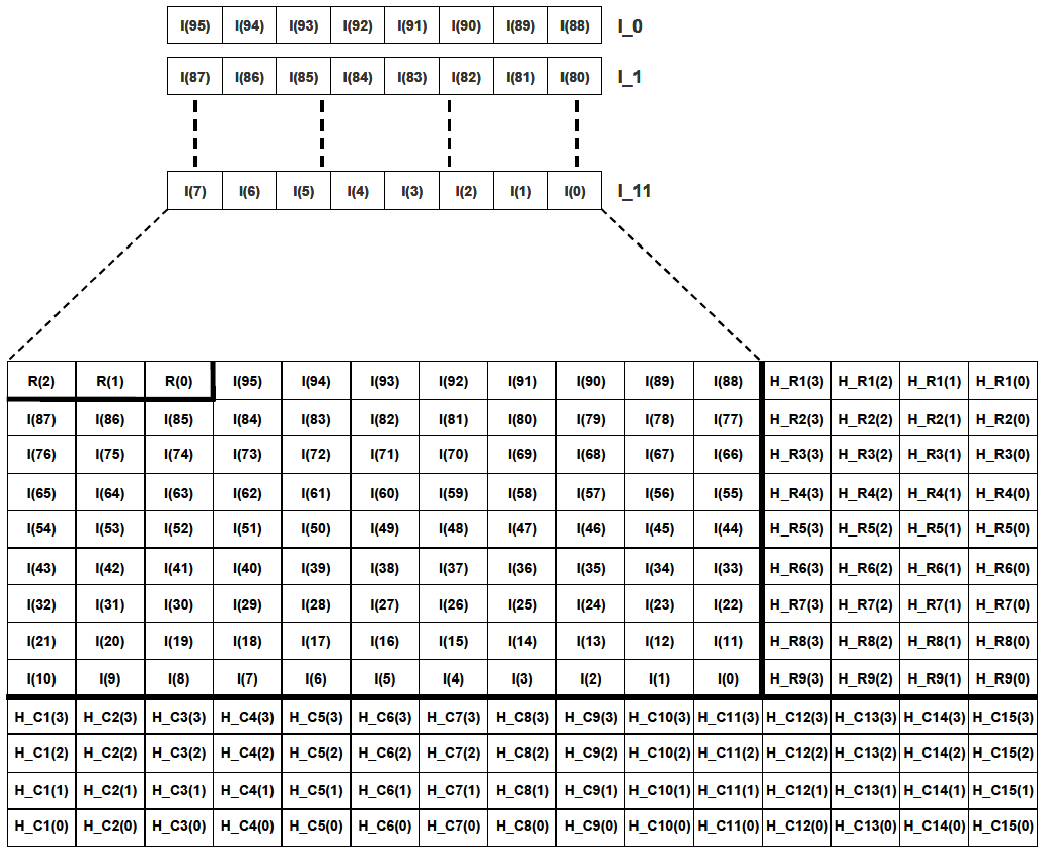 I(95) I(94) I(93) I(92) I(91) I(90) I(89) I(88) I_0
I(87) I(86) I(85) I(84) I(83) I(82) I(81) I(80) I_1
I(7) I(6) I(5) I(4) I(3) I(2) I(1) I(0) I_11
R(2) R(1) R(0) I(95) I(94) I(93) I(92) I(91) I(90) I(89) I(88) H_R1(3) H_R1(2) H_R1(1) H_R1(0)
I(87) I(86) I(85) I(84) I(83) I(82) I(81) I(80) I(79) I(78) I(77) H_R2(3) H_R2(2) H_R2(1) H_R2(0)
I(76) I(75) I(74) I(73) I(72) I(71) I(70) I(69) I(68) I(67) I(66) H_R3(3) H_R3(2) H_R3(1) H_R3(0)
I(65) I(64) I(63) I(62) I(61) I(60) I(59) I(58) I(57) I(56) I(55) H_R4(3) H_R4(2) H_R4(1) H_R4(0)
I(54) I(53) I(52) I(51) I(50) I(49) I(48) I(47) I(46) I(45) I(44) H_R5(3) H_R5(2) H_R5(1) H_R5(0)
I(43) I(42) I(41) I(40) I(39) I(38) I(37) I(36) I(35) I(34) I(33) H_R6(3) H_R6(2) H_R6(1) H_R6(0)
I(32) I(31) I(30) I(29) I(28) I(27) I(26) I(25) I(24) I(23) I(22) H_R7(3) H_R7(2) H_R7(1) H_R7(0)
I(21) I(20) I(19) I(18) I(17) I(16) I(15) I(14) I(13) I(12) I(11) H_R8(3) H_R8(2) H_R8(1) H_R8(0)
I(10) I(9) I(8) I(7) I(6) I(5) I(4) I(3) I(2) I(1) I(0) H_R9(3) H_R9(2) H_R9(1) H_R9(0)
H_C1(3) H_C2(3) H_C3(3) H_C4(3) H_C5(3) H_C6(3) H_C7(3) H_C8(3) H_C9(3) H_C10(3) H_C11(3) H_C12(3) H_C13(3) H_C14(3) H_C15(3)
H_C1(2) H_C2(2) H_C3(2) H_C4(2) H_C5(2) H_C6(2) H_C7(2) H_C8(2) H_C9(2) H_C10(2) H_C11(2) H_C12(2) H_C13(2) H_C14(2) H_C15(2)
H_C1(1) H_C2(1) H_C3(1) H_C4(1) H_C5(1) H_C6(1) H_C7(1) H_C8(1) H_C9(1) H_C10(1) H_C11(1) H_C12(1) H_C13(1) H_C14(1) H_C15(1)
H_C1(0) H_C2(0) H_C3(0) H_C4(0) H_C5(0) H_C6(0) H_C7(0) H_C8(0) H_C9(0) H_C10(0) H_C11(0) H_C12(0) H_C13(0) H_C14(0) H_C15(0)